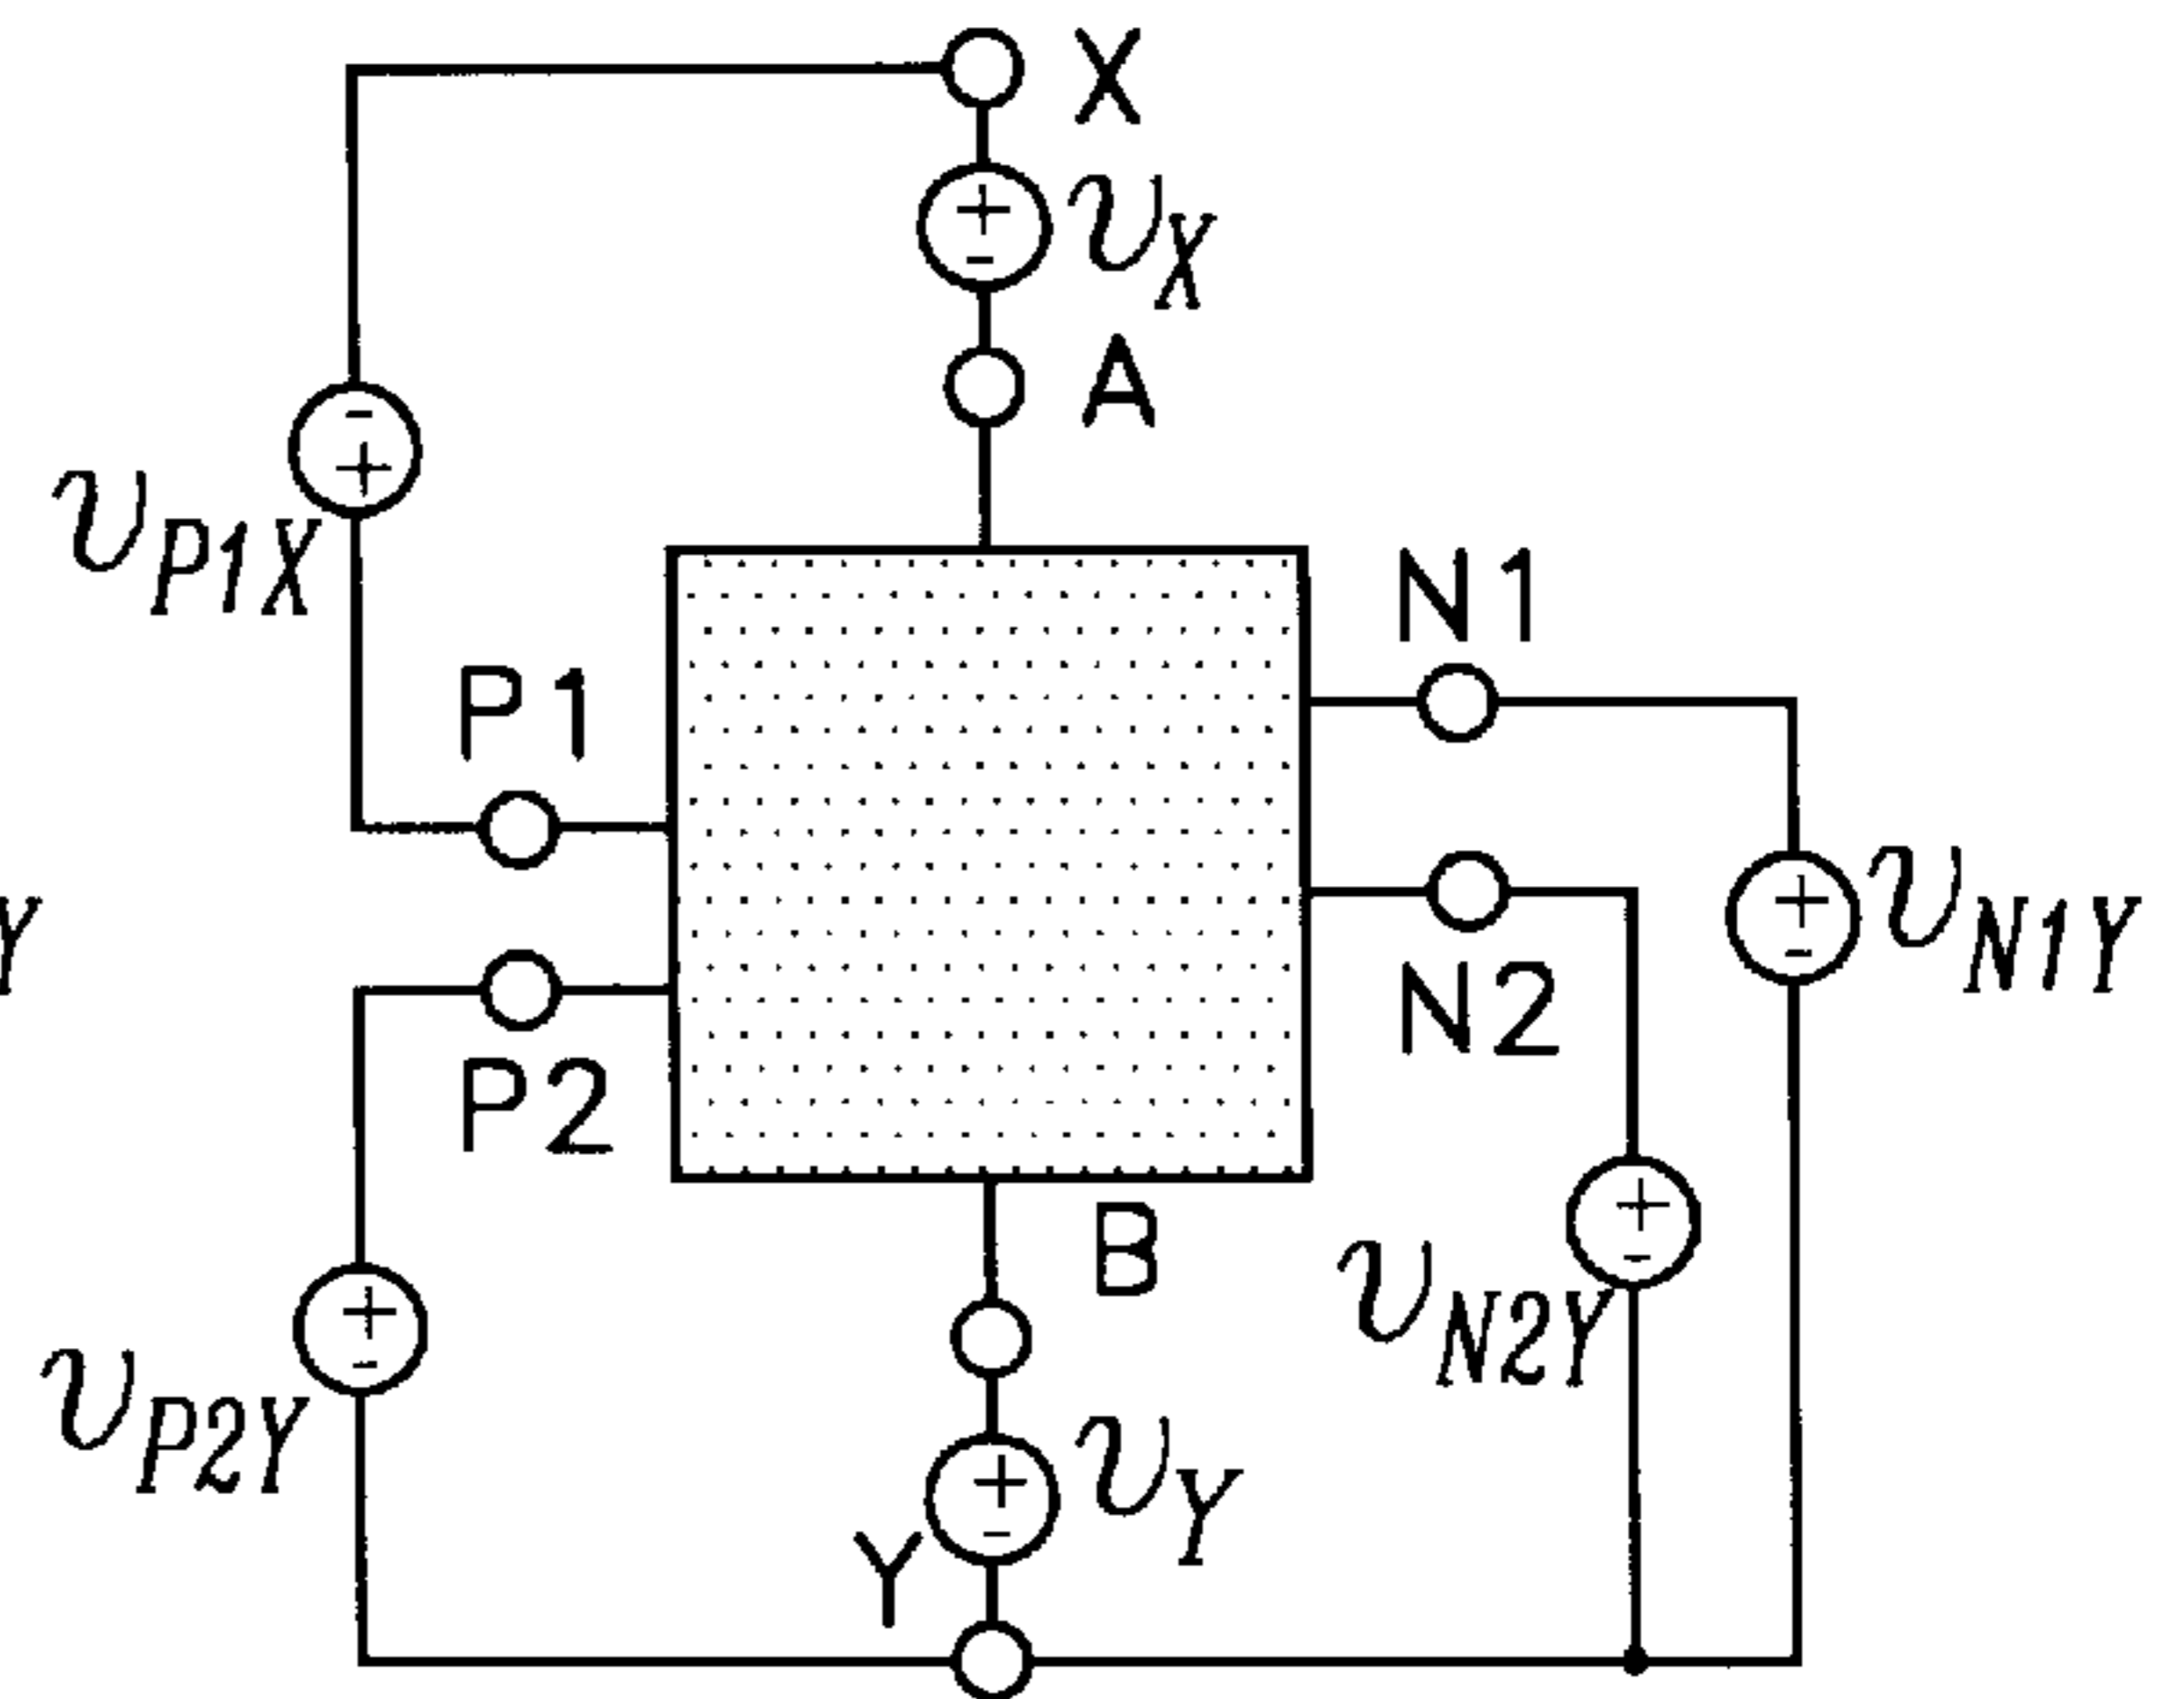 X
+
-
v_X
A
-
+
v_P1X
N1
P1
+
-
v_N1Y
Y
N2
P2
B
+
-
v_N2Y
+
-
v_P2Y
+
-
v_Y
Y